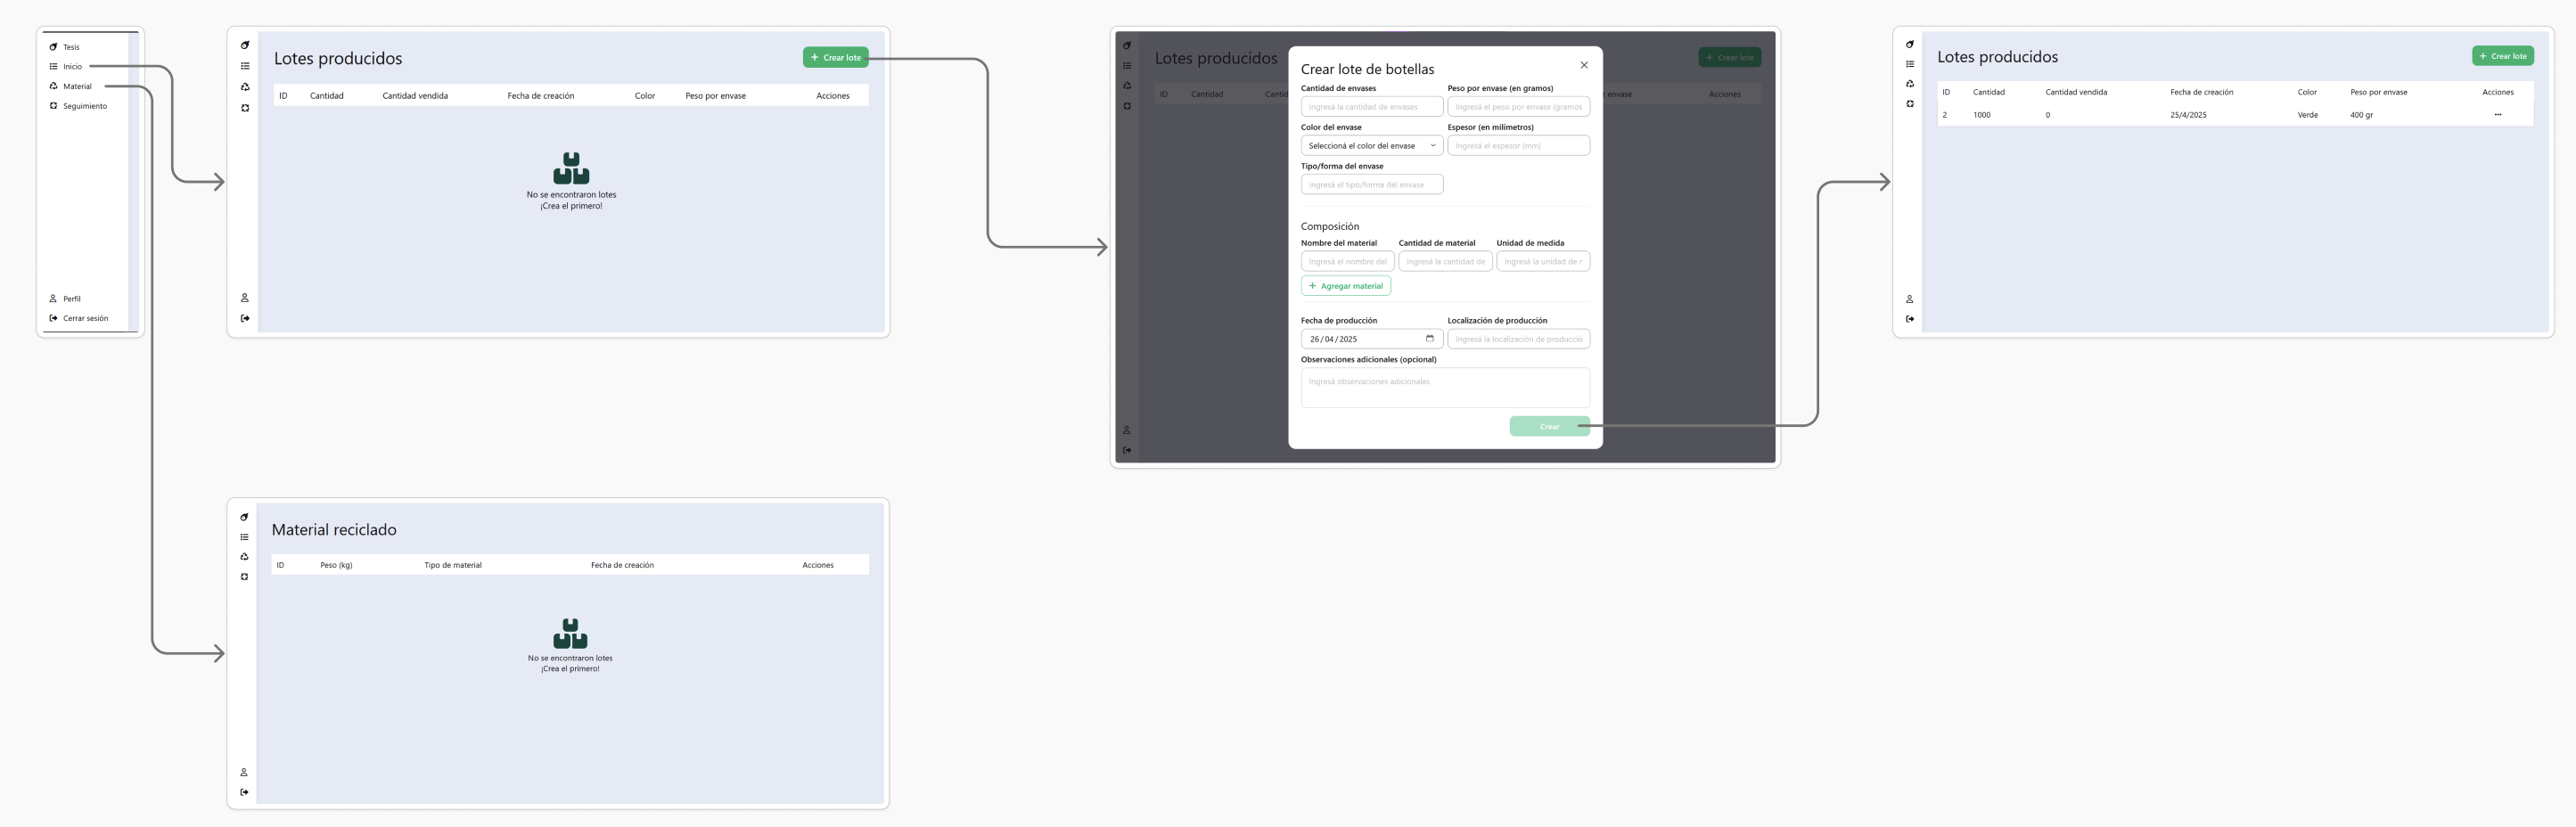 Tesis
Inicio
Material
Seguimiento
Perfil
Cerrar sesión
Lotes producidos
+ Crear lote
ID Cantidad Cantidad vendida Fecha de creación Color Peso por envase Acciones
No se encontraron lotes
¡Crea el primero!
Lotes producidos
+ Crear lote
ID Cantidad Cantid r envase Acciones
Crear lote de botellas
Cantidad de envases Peso por envase (en gramos)
Ingresá la cantidad de envases Ingresá el peso por envase (gramos
Color del envase Espesor (en milímetros)
Seleccioná el color del envase Ingresá el espesor (mm)
Tipo/forma del envase
Ingresá el tipo/forma del envase
Composición
Nombre del material Cantidad de material Unidad de medida
Ingresá el nombre del Ingresá la cantidad de Ingresá la unidad de r
+ Agregar material
Fecha de producción Localización de producción
26/04/2025 Ingresá la localización de producció
Observaciones adicionales (opcional)
Ingresá observaciones adicionales
Crear
Lotes producidos
+ Crear lote
ID Cantidad Cantidad vendida Fecha de creación Color Peso por envase Acciones
2 1000 0 25/4/2025 Verde 400 gr ···
Material reciclado
ID Peso (kg) Tipo de material Fecha de creación Acciones
No se encontraron lotes
¡Crea el primero!